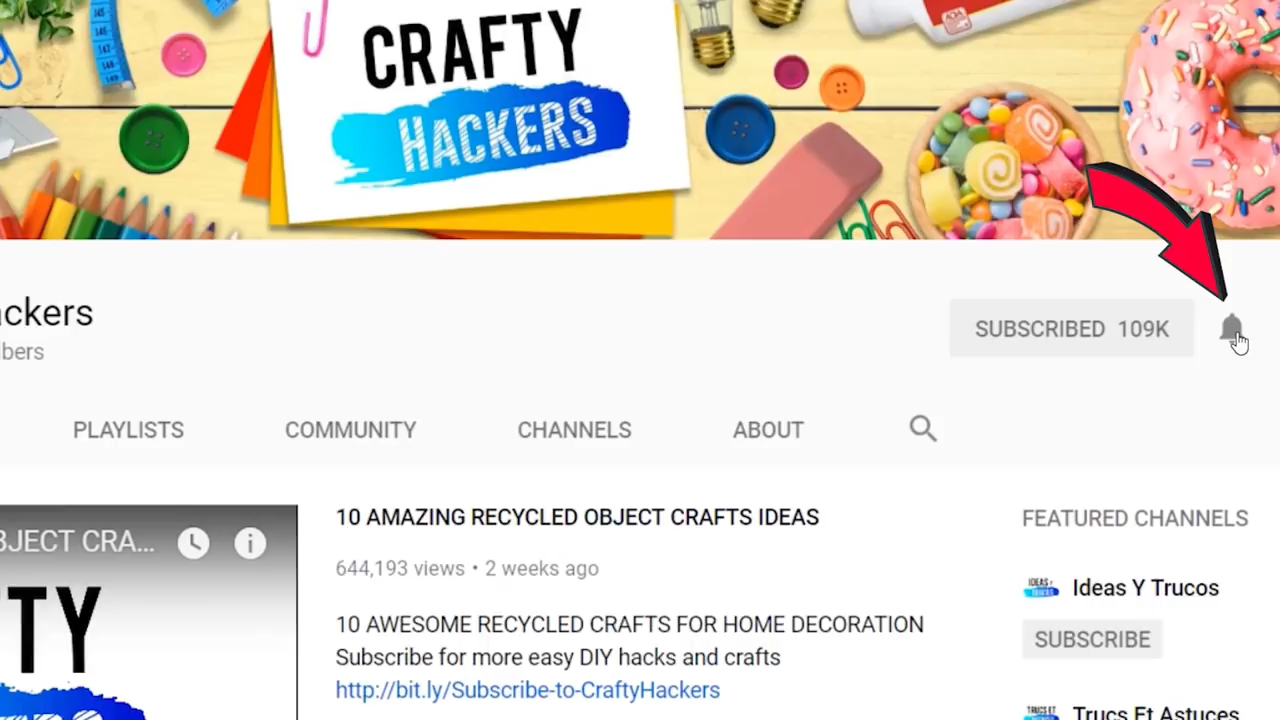 CRAFTY
HACKERS
ckers
bers
SUBSCRIBED 109K
PLAYLISTS COMMUNITY CHANNELS ABOUT
BJECT CRA...
TY
10 AMAZING RECYCLED OBJECT CRAFTS IDEAS
644,193 views • 2 weeks ago
10 AWESOME RECYCLED CRAFTS FOR HOME DECORATION
Subscribe for more easy DIY hacks and crafts
http://bit.ly/Subscribe-to-CraftyHackers
FEATURED CHANNELS
Ideas Y Trucos
SUBSCRIBE
Trucs Et Astuces